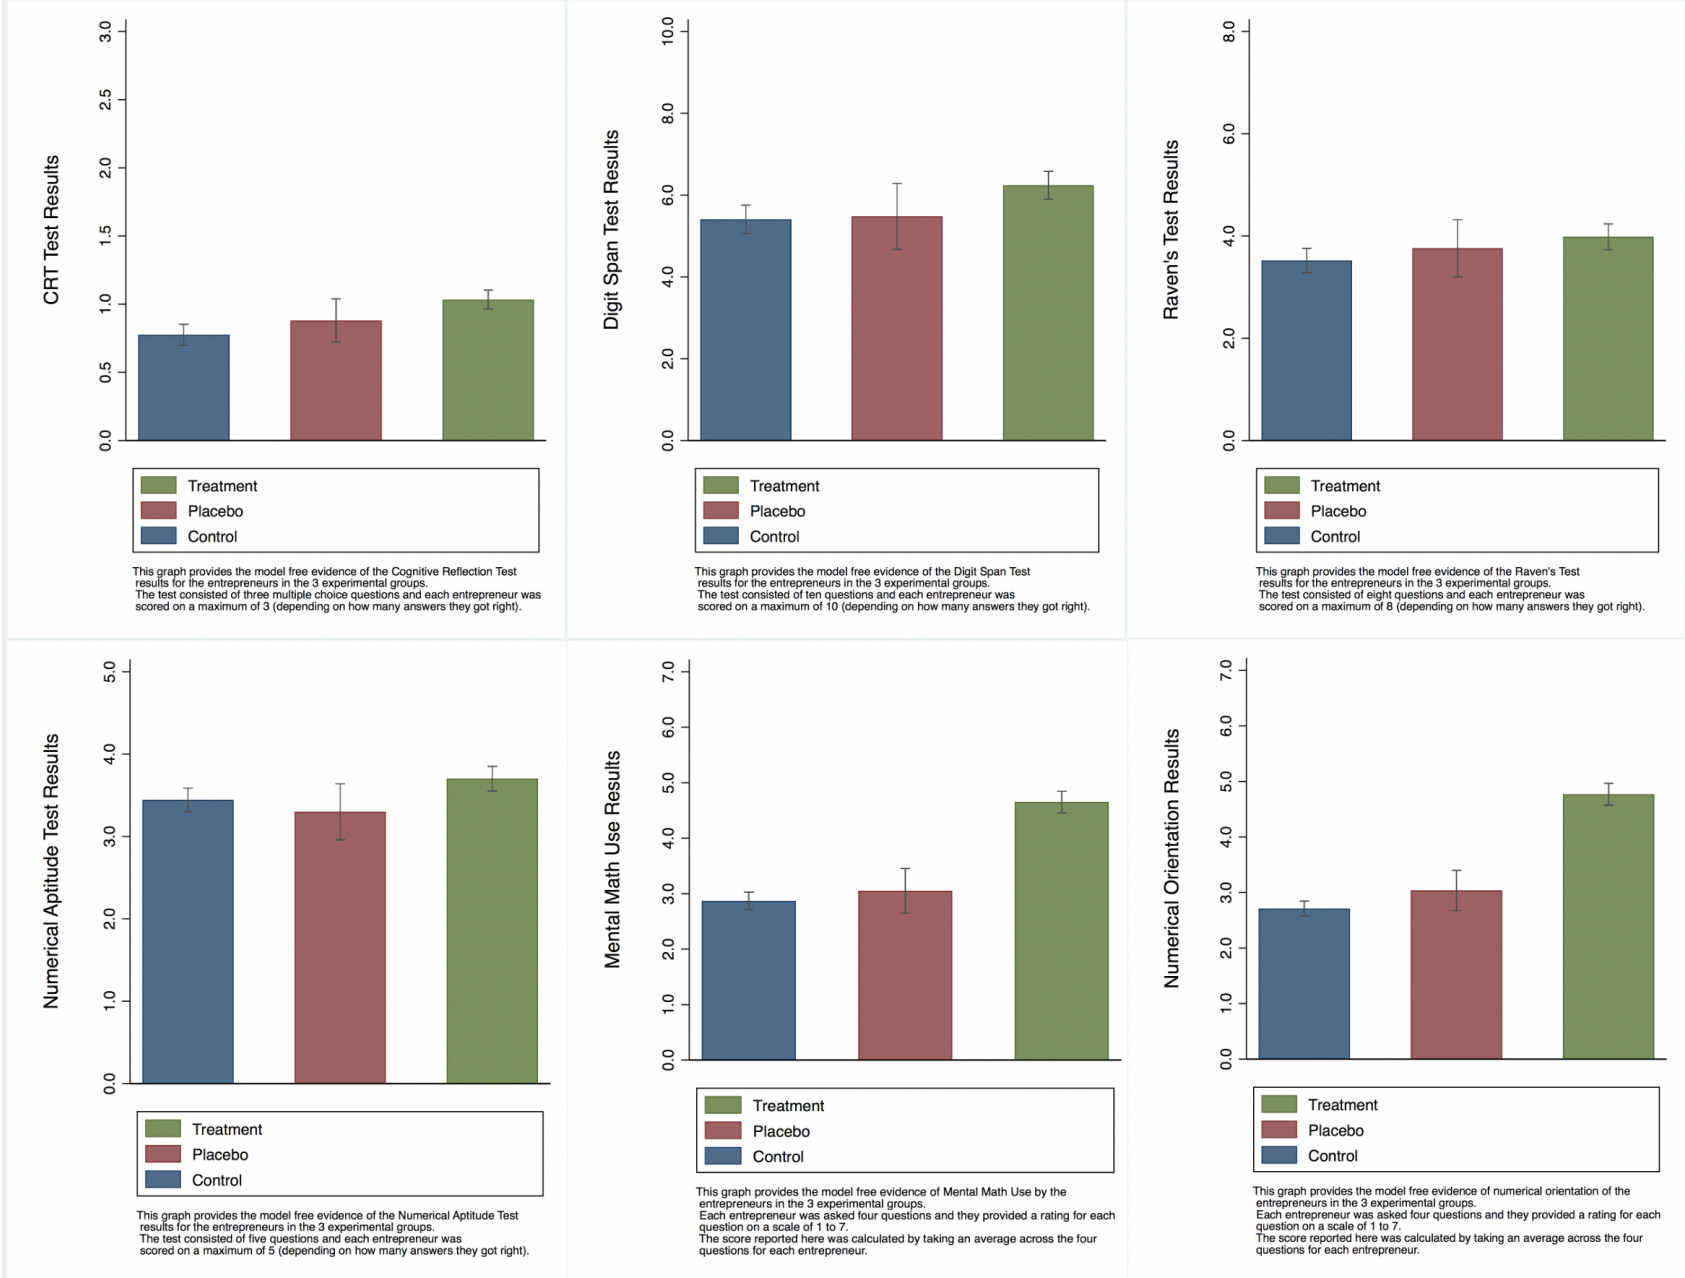 CRT Test Results
3.0
2.5
2.0
1.5
1.0
0.5
0.0
Treatment
Placebo
Control
This graph provides the model free evidence of the Cognitive Reflection Test
results for the entrepreneurs in the 3 experimental groups.
The test consisted of three multiple choice questions and each entrepreneur was
scored on a maximum of 3 (depending on how many answers they got right).
Digit Span Test Results
10.0
8.0
6.0
4.0
2.0
0.0
Treatment
Placebo
Control
This graph provides the model free evidence of the Digit Span Test
results for the entrepreneurs in the 3 experimental groups.
The test consisted of ten questions and each entrepreneur was
scored on a maximum of 10 (depending on how many answers they got right).
Raven's Test Results
8.0
6.0
4.0
2.0
0.0
Treatment
Placebo
Control
This graph provides the model free evidence of the Raven's Test
results for the entrepreneurs in the 3 experimental groups.
The test consisted of eight questions and each entrepreneur was
scored on a maximum of 8 (depending on how many answers they got right).
Numerical Aptitude Test Results
5.0
4.0
3.0
2.0
1.0
0.0
Treatment
Placebo
Control
This graph provides the model free evidence of the Numerical Aptitude Test
results for the entrepreneurs in the 3 experimental groups.
The test consisted of five questions and each entrepreneur was
scored on a maximum of 5 (depending on how many answers they got right).
Mental Math Use Results
7.0
6.0
5.0
4.0
3.0
2.0
1.0
0.0
Treatment
Placebo
Control
This graph provides the model free evidence of Mental Math Use by the
entrepreneurs in the 3 experimental groups.
Each entrepreneur was asked four questions and they provided a rating for each
question on a scale of 1 to 7.
The score reported here was calculated by taking an average across the four
questions for each entrepreneur.
Numerical Orientation Results
7.0
6.0
5.0
4.0
3.0
2.0
1.0
0.0
Treatment
Placebo
Control
This graph provides the model free evidence of numerical orientation of the
entrepreneurs in the 3 experimental groups.
Each entrepreneur was asked four questions and they provided a rating for each
question on a scale of 1 to 7.
The score reported here was calculated by taking an average across the four
questions for each entrepreneur.